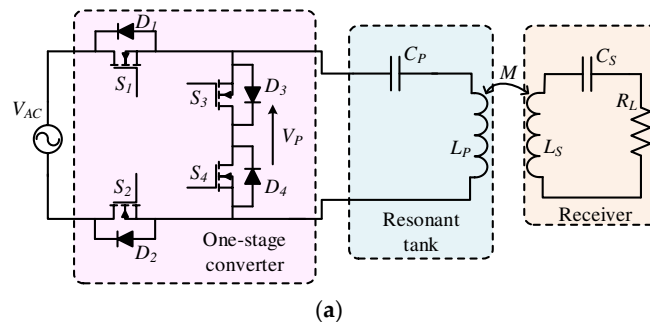 D1
S1
CP
M
CS
S3
D3
RL
VAC
VP
LP
LS
S2
S4
D4
D2
One-stage
converter
Resonant
tank
Receiver
(a)